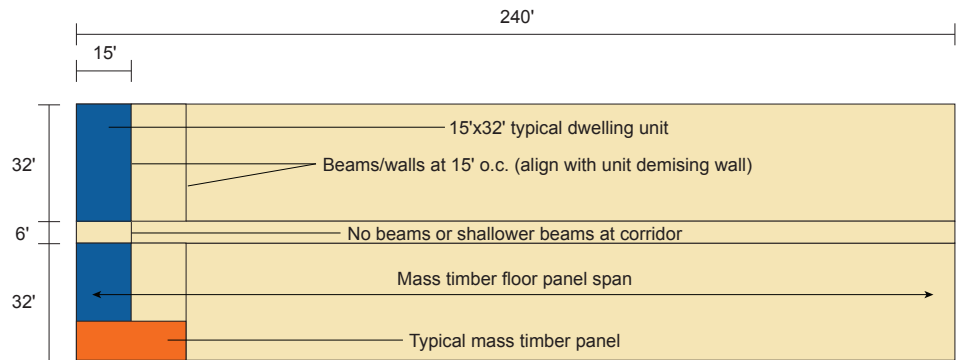 240'
15'
15'x32' typical dwelling unit
32'
Beams/walls at 15' o.c. (align with unit demising wall)
6'
No beams or shallower beams at corridor
Mass timber floor panel span
32'
Typical mass timber panel